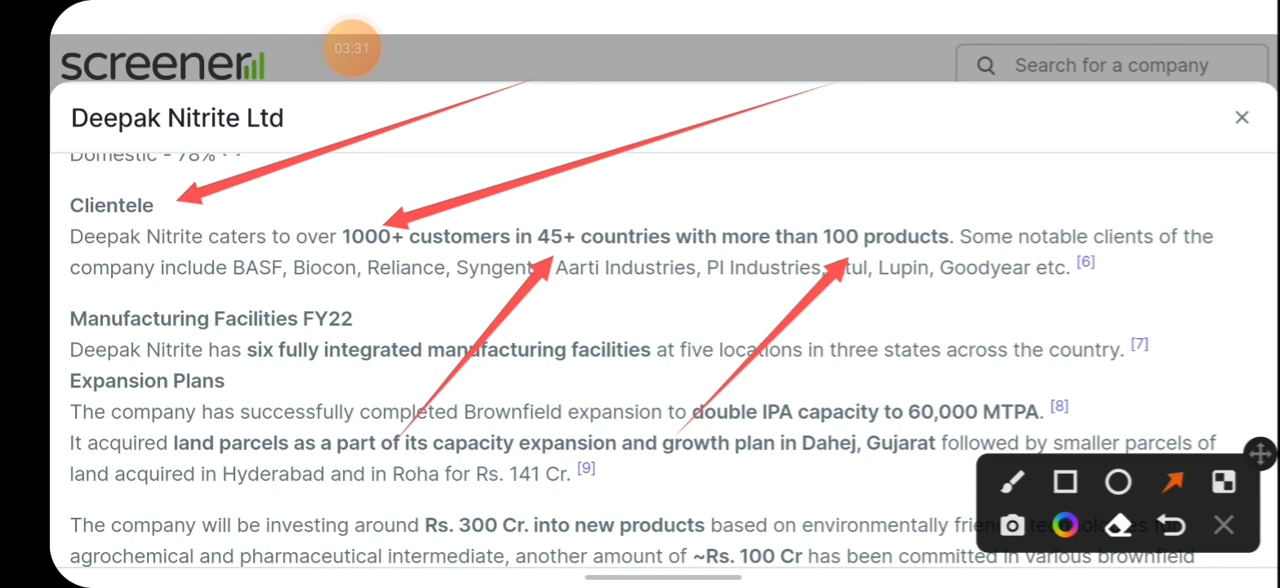 03:31
screener
Search for a company
Deepak Nitrite Ltd
Domestic - 78%
Clientele
Deepak Nitrite caters to over 1000+ customers in 45+ countries with more than 100 products. Some notable clients of the
company include BASF, Biocon, Reliance, Aarti Industries, PI Industries, Lupin, Goodyear etc. [6]
Manufacturing Facilities FY22
Deepak Nitrite has six fully integrated manufacturing facilities at five locations in three states across the country. [7]
Expansion Plans
The company has successfully completed Brownfield expansion to double IPA capacity to 60,000 MTPA. [8]
It acquired land parcels as a part of its capacity expansion and growth plan in Dahej, Gujarat followed by smaller parcels of
land acquired in Hyderabad and in Roha for Rs. 141 Cr. [9]
The company will be investing around Rs. 300 Cr. into new products based on environmentally for
agrochemical and pharmaceutical intermediate, another amount of ~Rs. 100 Cr has been committed in various brownfield